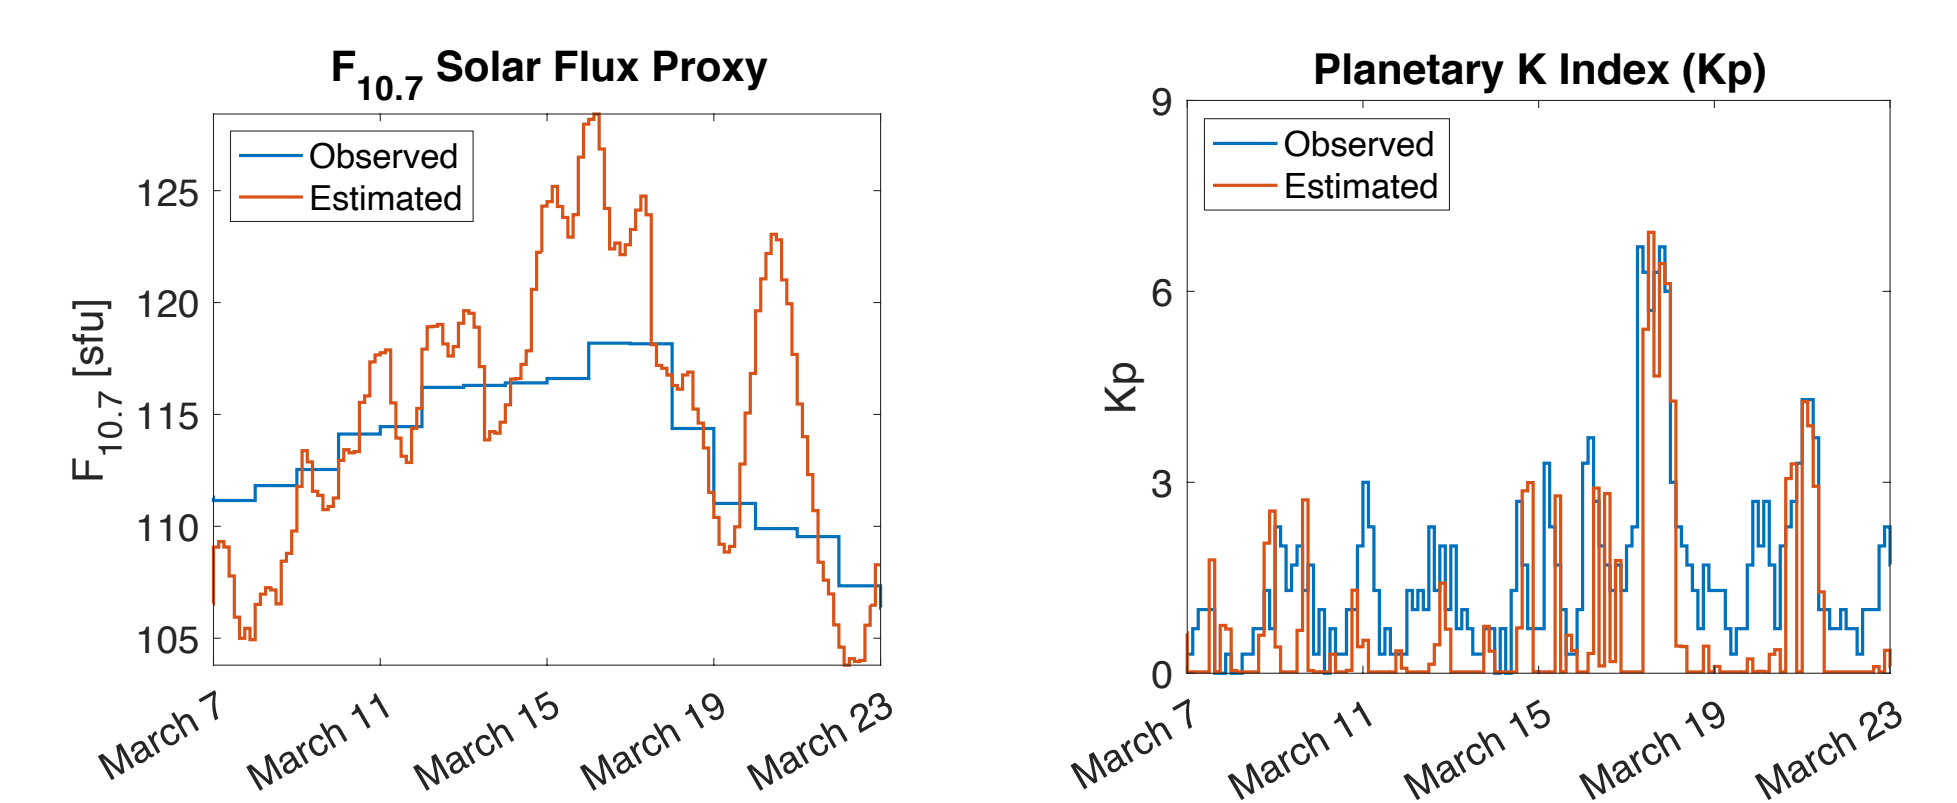 F10.7 Solar Flux Proxy
Observed
Estimated
125
120
115
110
105
F10.7 [sfu]
March 7
March 11
March 15
March 19
March 23
Planetary K Index (Kp)
Observed
Estimated
9
6
3
0
Kp
March 7
March 11
March 15
March 19
March 23